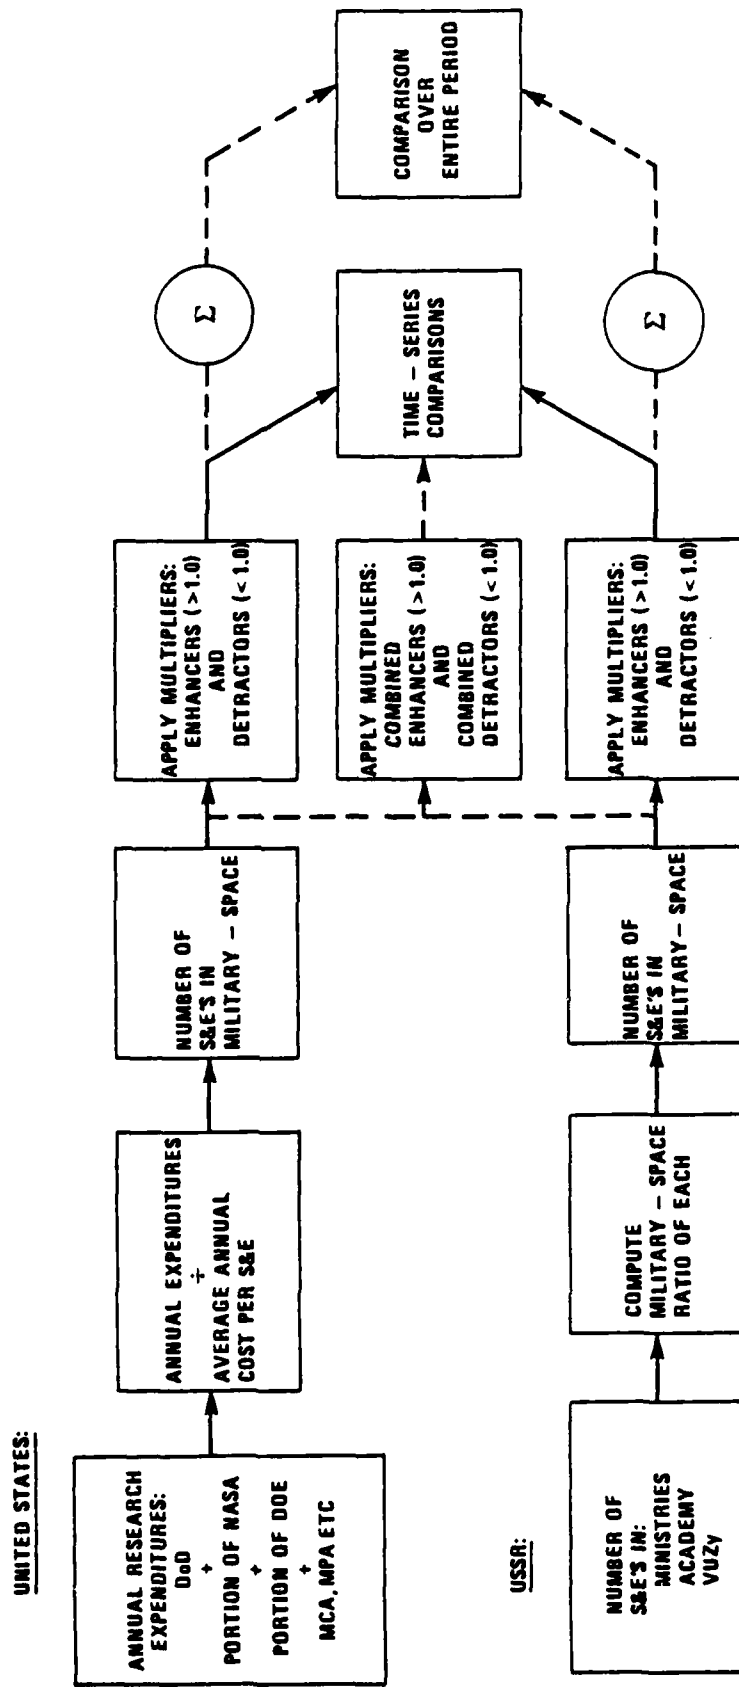 UNITED STATES:
ANNUAL RESEARCH
EXPENDITURES:
DoD
+
PORTION OF NASA
+
PORTION OF DOE
+
MCA, MPA ETC
ANNUAL EXPENDITURES
÷
AVERAGE ANNUAL
COST PER S&E
NUMBER OF
S&E'S IN
MILITARY – SPACE
APPLY MULTIPLIERS:
ENHANCERS (>1.0)
AND
DETRACTORS (<1.0)
Σ
APPLY MULTIPLIERS:
COMBINED
ENHANCERS (>1.0)
AND
COMBINED
DETRACTORS (<1.0)
TIME – SERIES
COMPARISONS
COMPARISON
OVER
ENTIRE PERIOD
USSR:
NUMBER OF
S&E'S IN:
MINISTRIES
ACADEMY
VUZy
COMPUTE
MILITARY – SPACE
RATIO OF EACH
NUMBER OF
S&E'S IN
MILITARY – SPACE
APPLY MULTIPLIERS:
ENHANCERS (>1.0)
AND
DETRACTORS (<1.0)
Σ